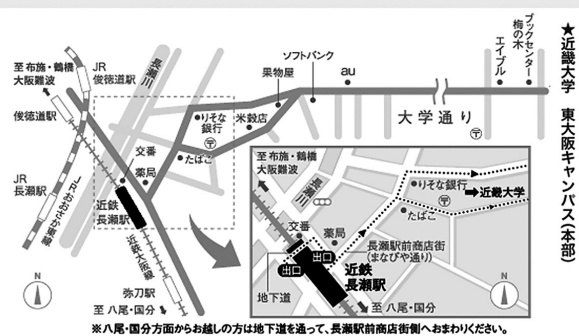 ★近畿大学 東大阪キャンパス(本部)
ブックセンター
梅の木
エイブル
au
ソフトバンク
果物屋
米穀店
りそな
銀行
たばこ
大学通り
長瀬川
JR
俊徳道駅
至 布施・鶴橋
大阪難波
俊徳道駅
JR
長瀬駅
JRおおさか東線
交番
薬局
近鉄
長瀬駅
近鉄大阪線
弥刀駅
至 八尾・国分
N
至 布施・鶴橋
大阪難波
長瀬川
りそな銀行
近畿大学
たばこ
交番
薬局
長瀬駅前商店街
(まなびや通り)
出口
出口
近鉄
長瀬駅
地下道
至 八尾・国分
N
※八尾・国分方面からお越しの方は地下道を通って、長瀬駅前商店街側へおまわりください。